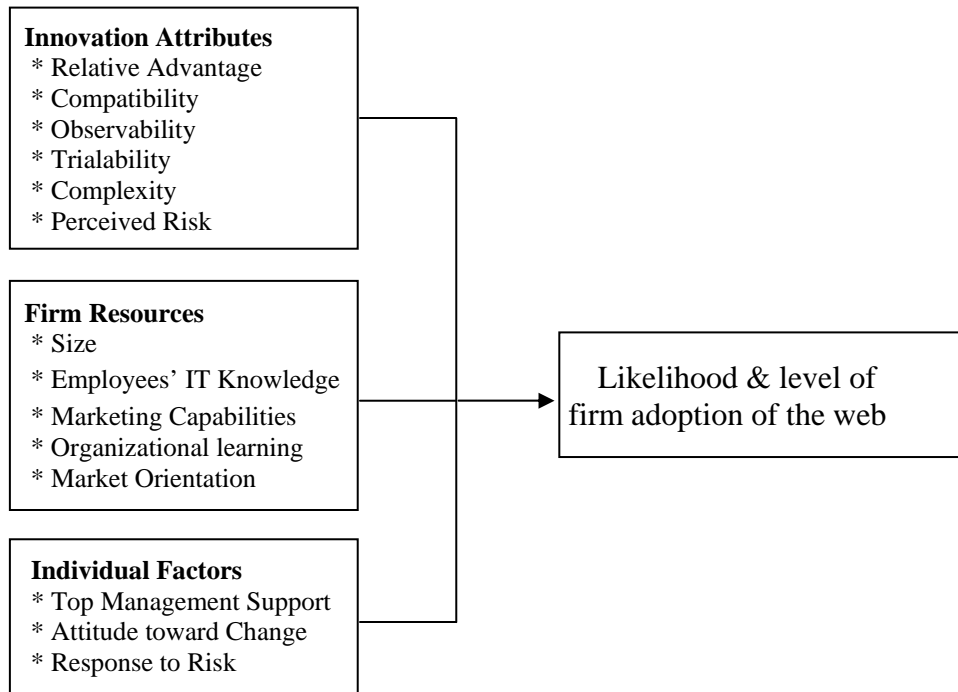 Innovation Attributes
* Relative Advantage
* Compatibility
* Observability
* Trialability
* Complexity
* Perceived Risk
Firm Resources
* Size
* Employees’ IT Knowledge
* Marketing Capabilities
* Organizational learning
* Market Orientation
Individual Factors
* Top Management Support
* Attitude toward Change
* Response to Risk
Likelihood & level of
firm adoption of the web